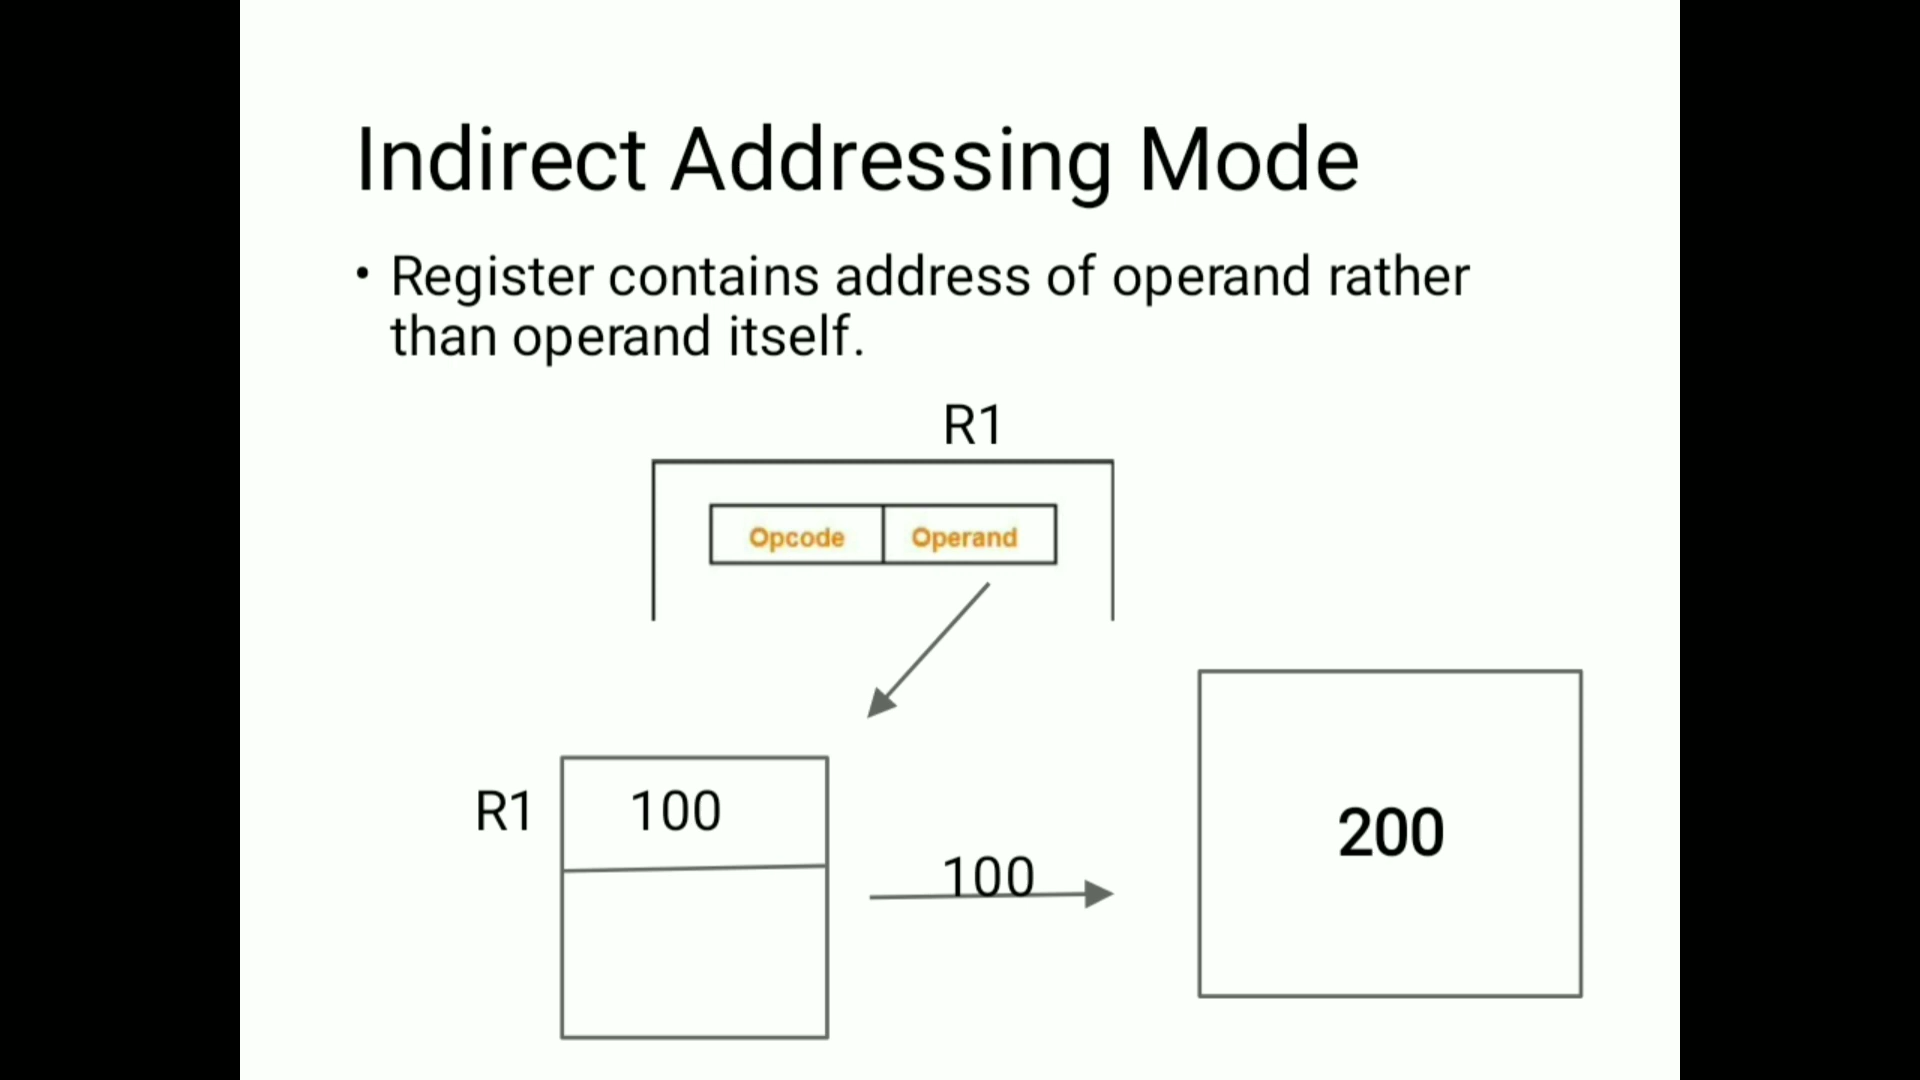 Indirect Addressing Mode
• Register contains address of operand rather
than operand itself.
R1
Opcode Operand
R1 100
100
200